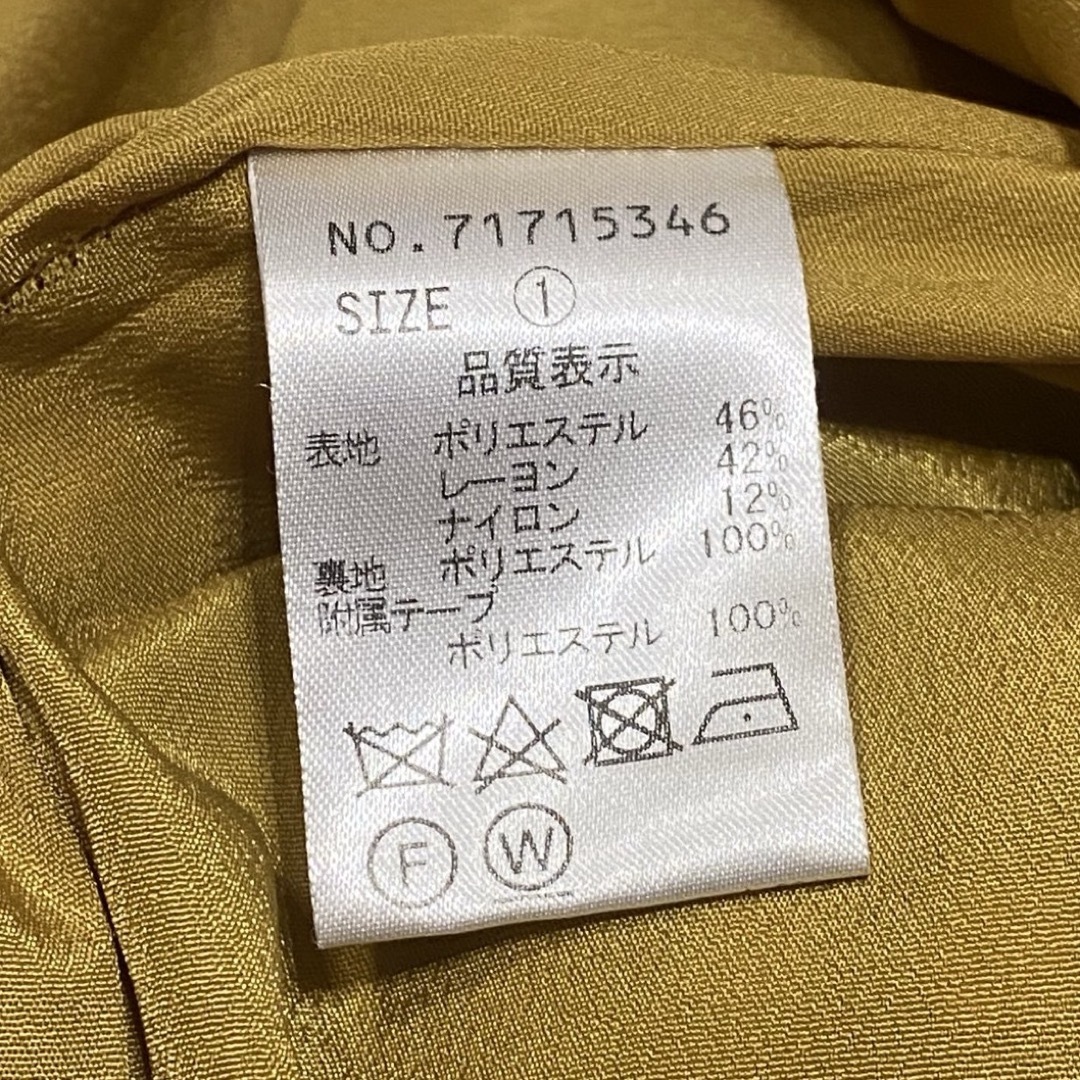 NO.71715346
SIZE ①
品質表示
表地 ポリエステル 46%
レーヨン 42%
ナイロン 12%
裏地 ポリエステル 100%
附属テープ
ポリエステル 100%
F W